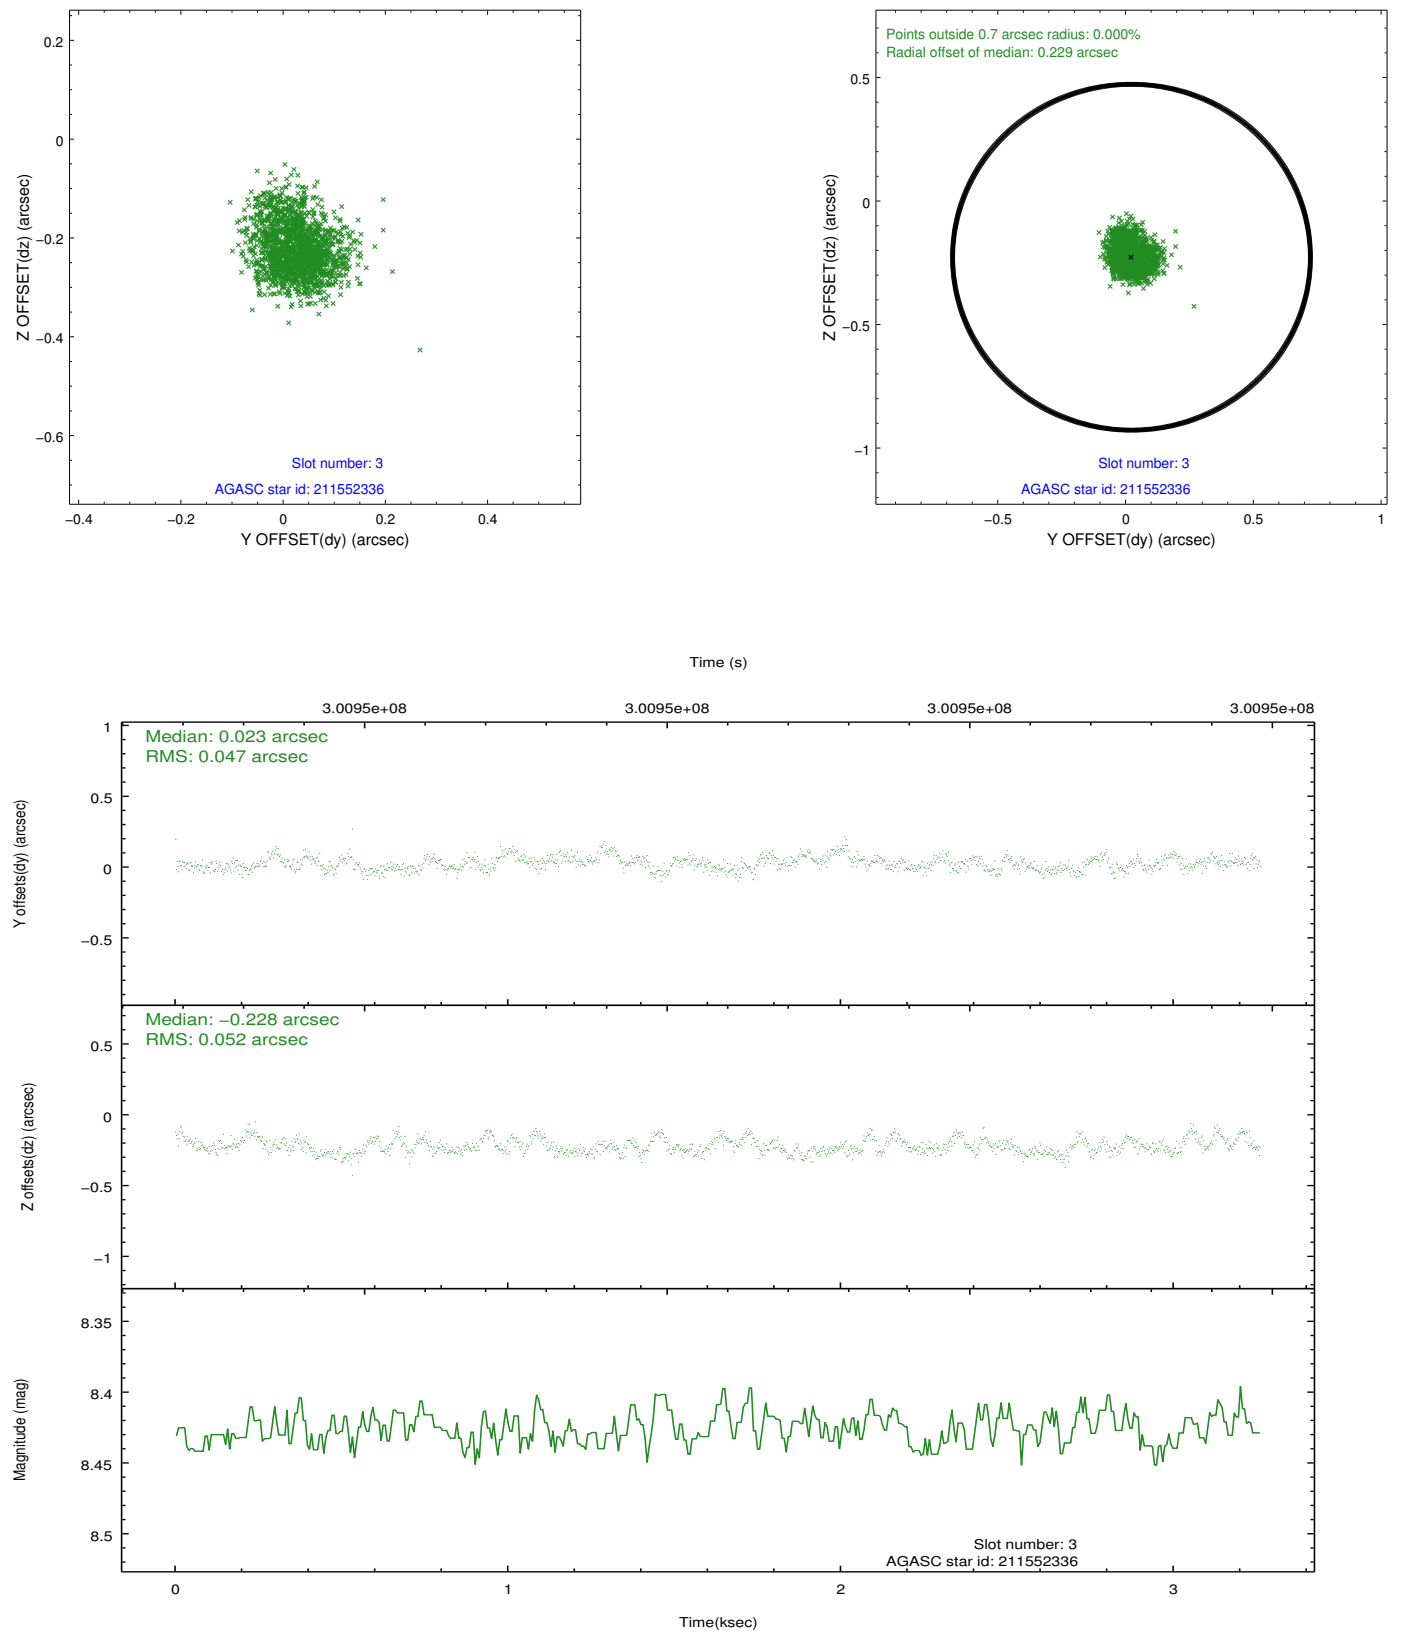 0.2
0
−0.2
−0.4
−0.6
Z OFFSET(dz) (arcsec)
Slot number: 3
AGASC star id: 211552336
−0.4
−0.2
0
0.2
0.4
Y OFFSET(dy) (arcsec)
Points outside 0.7 arcsec radius: 0.000%
Radial offset of median: 0.229 arcsec
0.5
0
−0.5
−1
Z OFFSET(dz) (arcsec)
Slot number: 3
AGASC star id: 211552336
−0.5
0
0.5
1
Y OFFSET(dy) (arcsec)
Time (s)
3.0095e+08
3.0095e+08
3.0095e+08
3.0095e+08
Median: 0.023 arcsec
RMS: 0.047 arcsec
1
0.5
0
−0.5
Y offsets(dy) (arcsec)
Median: −0.228 arcsec
RMS: 0.052 arcsec
0.5
0
−0.5
−1
Z offsets(dz) (arcsec)
8.35
8.4
8.45
8.5
Magnitude (mag)
Slot number: 3
AGASC star id: 211552336
0
1
2
3
Time(ksec)